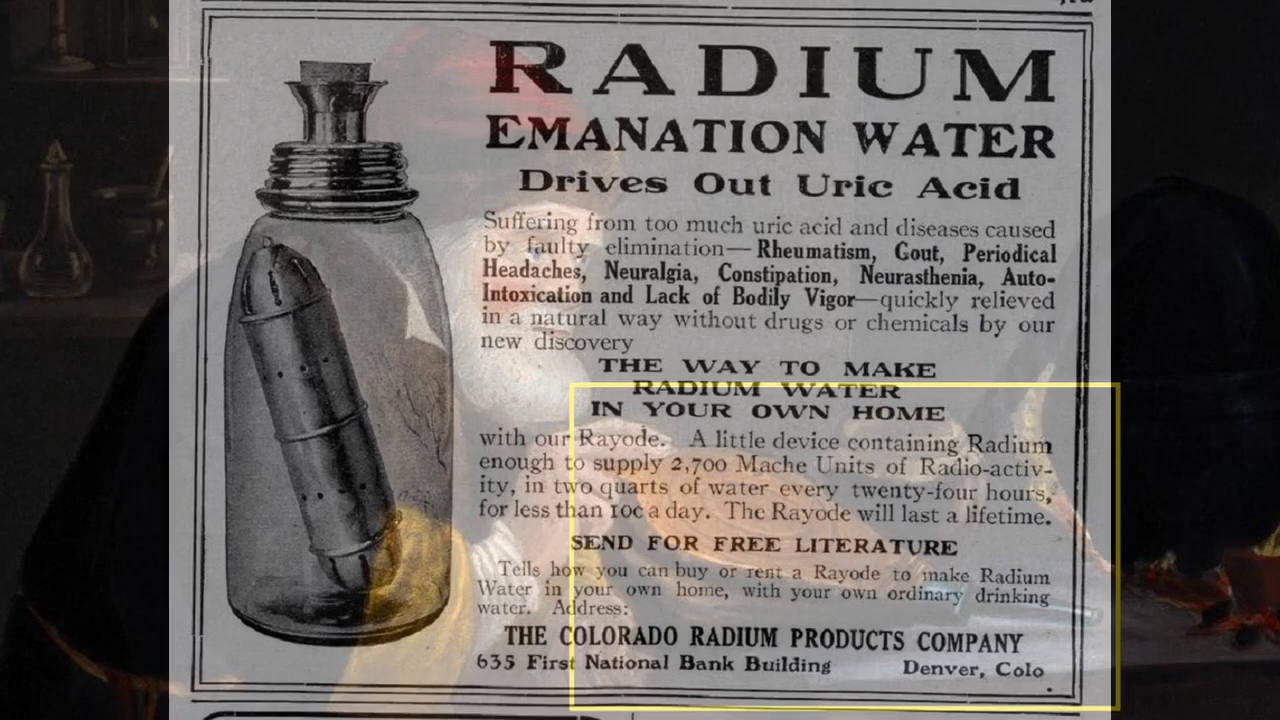 RADIUM
EMANATION WATER
Drives Out Uric Acid
Suffering from too much uric acid and diseases caused
by faulty elimination—Rheumatism, Gout, Periodical
Headaches, Neuralgia, Constipation, Neurasthenia, Auto-
Intoxication and Lack of Bodily Vigor—quickly relieved
in a natural way without drugs or chemicals by our
new discovery
THE WAY TO MAKE
RADIUM WATER
IN YOUR OWN HOME
with our Rayode. A little device containing Radium
enough to supply 2,700 Mache Units of Radio-activ-
ity, in two quarts of water every twenty-four hours,
for less than 10c a day. The Rayode will last a lifetime.
SEND FOR FREE LITERATURE
Tells how you can buy or rent a Rayode to make Radium
Water in your own home, with your own ordinary drinking
water. Address:
THE COLORADO RADIUM PRODUCTS COMPANY
635 First National Bank Building Denver, Colo